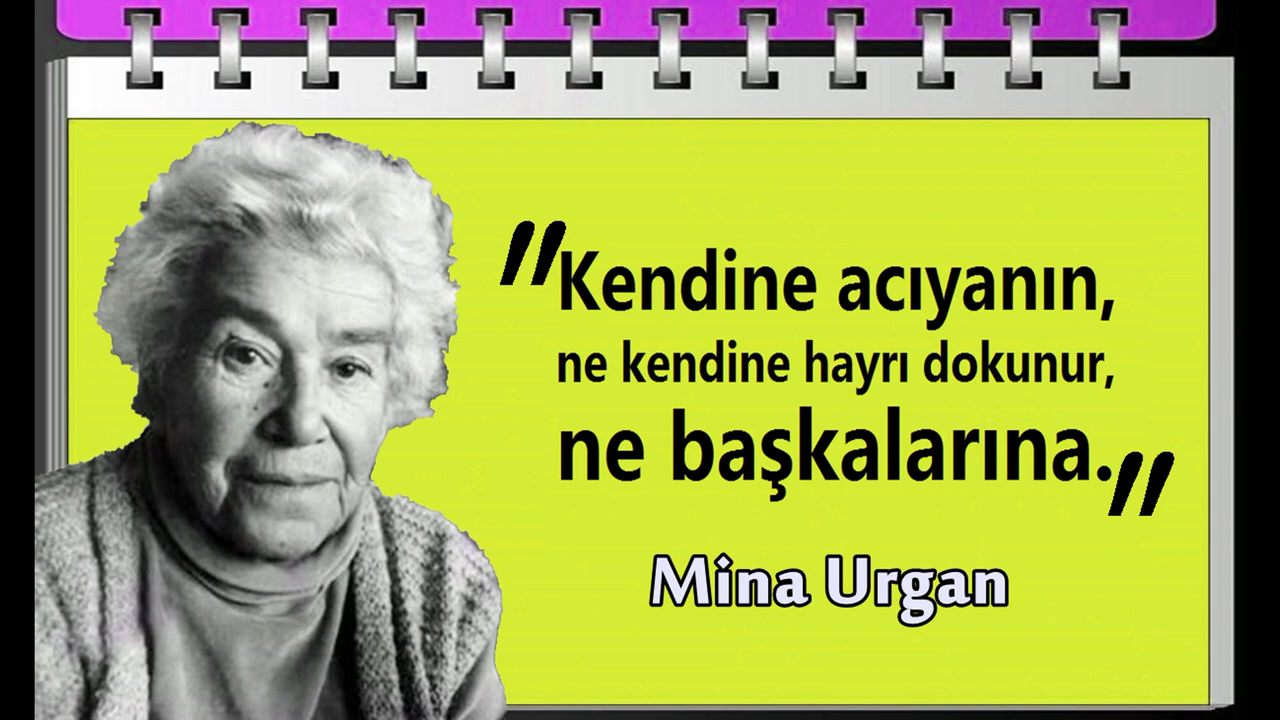 "Kendine acıyanın,
ne kendine hayrı dokunur,
ne başkalarına."
Mina Urgan